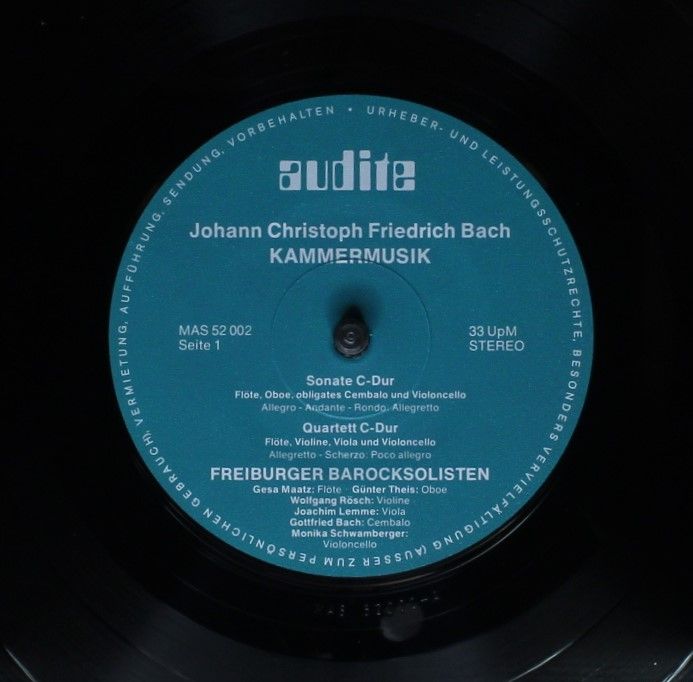 URHEBER- UND LEISTUNGSSCHUTZRECHTE, BESONDERS VERVIELFÄLTIGUNG (AUSSER ZUM PERSÖNLICHEN GEBRAUCH), VERMIETUNG, AUFFÜHRUNG, SENDUNG, VORBEHALTEN •
audite
Johann Christoph Friedrich Bach
KAMMERMUSIK
MAS 52 002 33 UpM
Seite 1 STEREO
Sonate C-Dur
Flöte, Oboe, obligates Cembalo und Violoncello
Allegro - Andante - Rondo. Allegretto
Quartett C-Dur
Flöte, Violine, Viola und Violoncello
Allegretto - Scherzo: Poco allegro
FREIBURGER BAROCKSOLISTEN
Gesa Maatz: Flöte · Günter Theis: Oboe
Wolfgang Rösch: Violine
Joachim Lemme: Viola
Gottfried Bach: Cembalo
Monika Schwamberger:
Violoncello